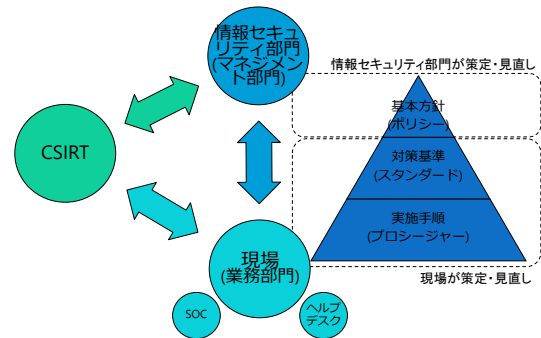 情報セキュ
リティ部門
(マネジメン
ト部門)
CSIRT
現場
(業務部門)
SOC
ヘルプ
デスク
情報セキュリティ部門が策定・見直し
基本方針
(ポリシー)
対策基準
(スタンダード)
実施手順
(プロシージャー)
現場が策定・見直し